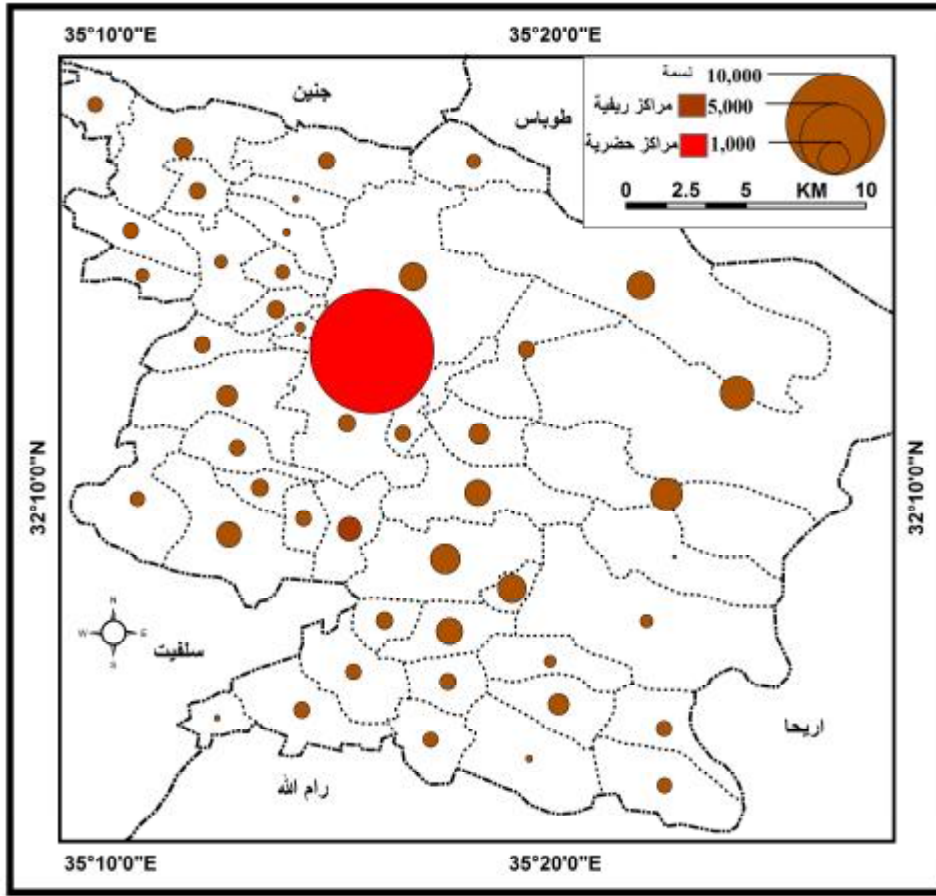 35°10'0"E 35°20'0"E
نسمة 10,000
مراكز ريفية 5,000
مراكز حضرية 1,000
0 2.5 5 KM 10
جنين
طوباس
32°10'0"N 32°10'0"N
N
W E
S
سلفيت
اريحا
رام الله
35°10'0"E 35°20'0"E